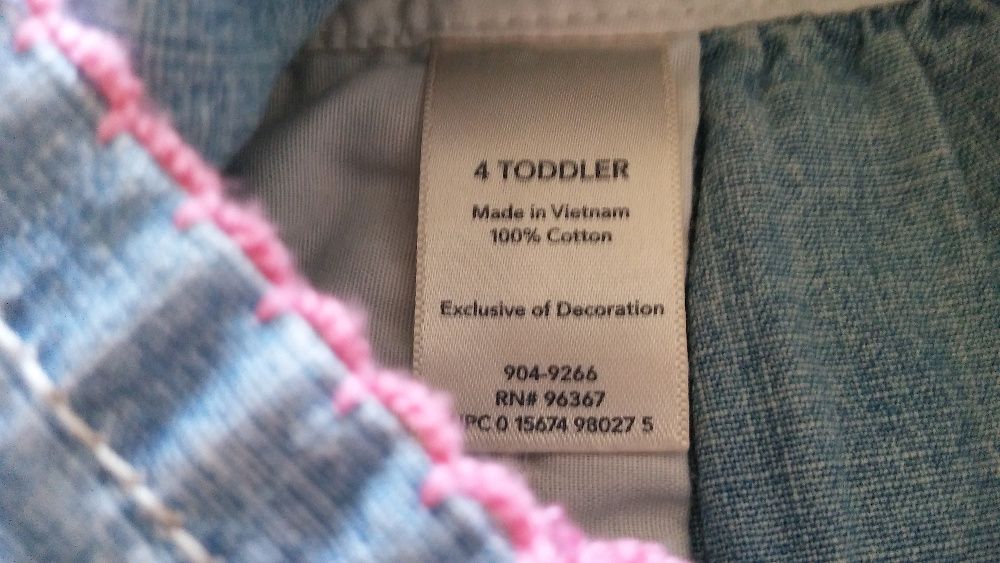 4 TODDLER
Made in Vietnam
100% Cotton
Exclusive of Decoration
904-9266
RN# 96367
PC 0 15674 98027 5